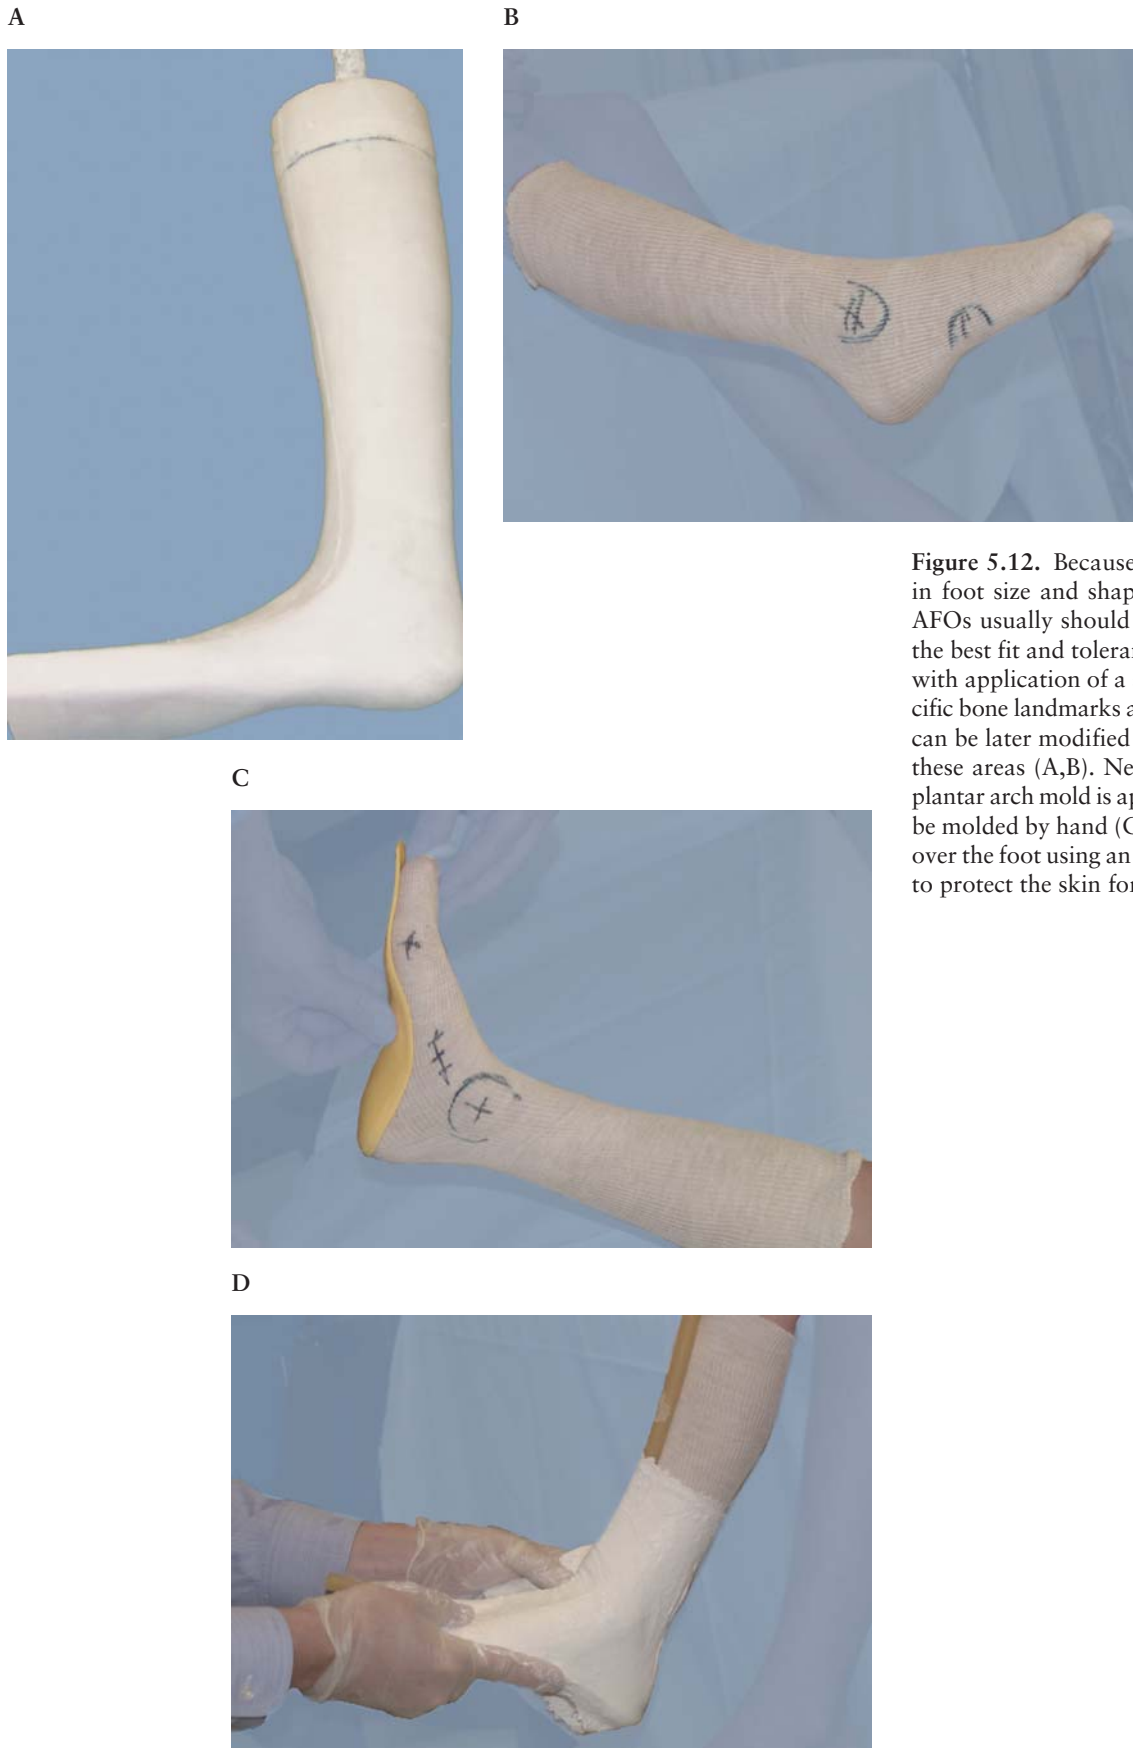 A
B
Figure 5.12. Because
in foot size and shap
AFOs usually should
the best fit and tolera
with application of a
cific bone landmarks a
can be later modified
these areas (A,B). Ne
plantar arch mold is ap
be molded by hand (C
over the foot using an
to protect the skin for
C
D